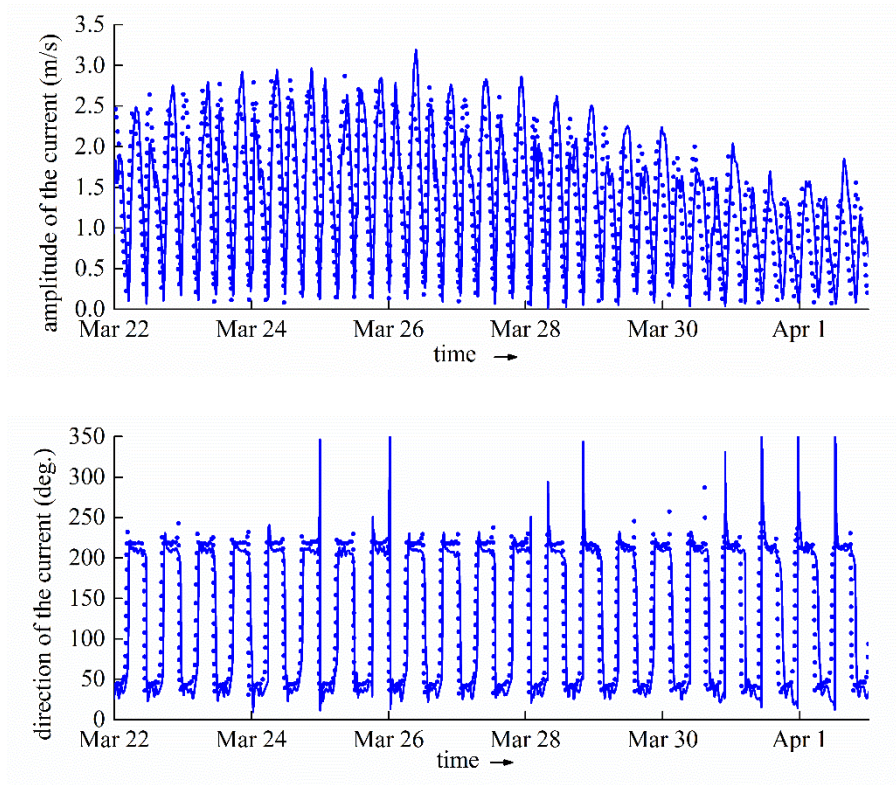 amplitude of the current (m/s)
3.5
3.0
2.5
2.0
1.5
1.0
0.5
0.0
Mar 22 Mar 24 Mar 26 Mar 28 Mar 30 Apr 1
time →
direction of the current (deg.)
350
300
250
200
150
100
50
0
Mar 22 Mar 24 Mar 26 Mar 28 Mar 30 Apr 1
time →